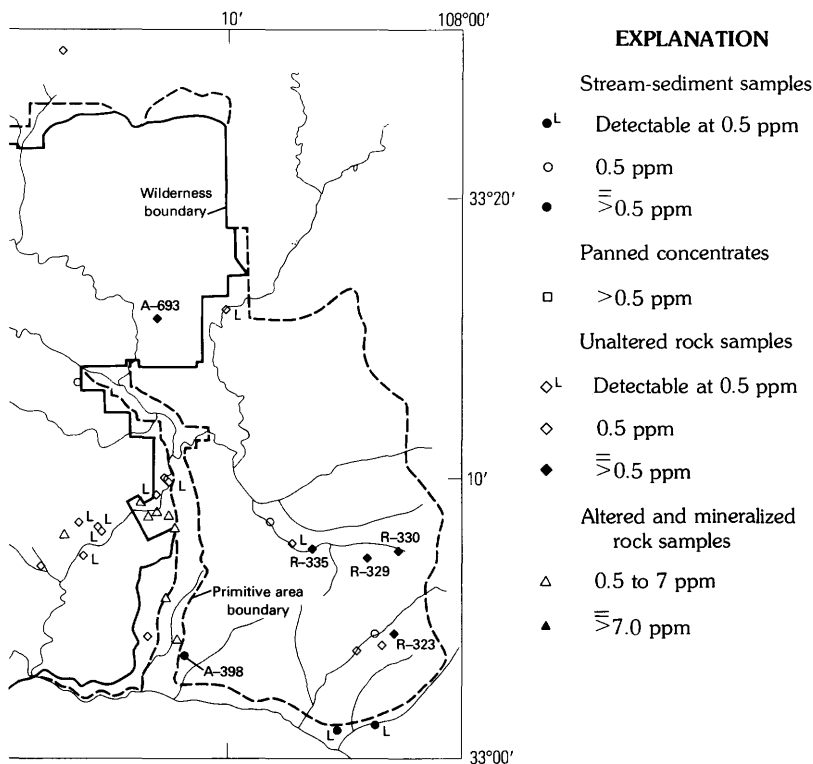 10'
108°00'
Wilderness
boundary
33°20'
A–693
L
10'
L
L
L
L
L
L
R–335
R–330
R–329
Primitive area
boundary
R–323
A–398
L
L
33°00'
EXPLANATION
Stream-sediment samples
L Detectable at 0.5 ppm
0.5 ppm
>0.5 ppm
Panned concentrates
>0.5 ppm
Unaltered rock samples
L Detectable at 0.5 ppm
0.5 ppm
>0.5 ppm
Altered and mineralized
rock samples
0.5 to 7 ppm
>7.0 ppm